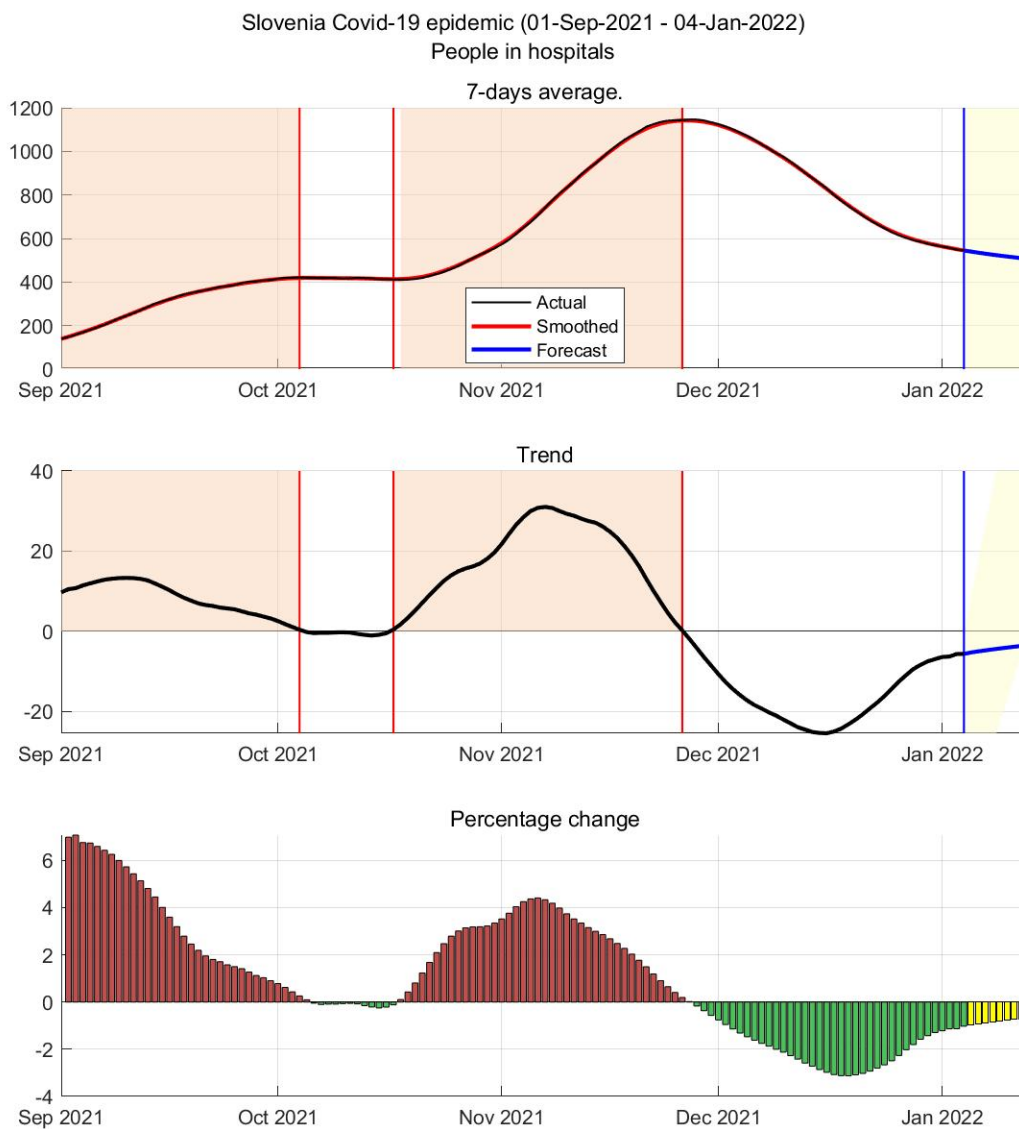 Slovenia Covid-19 epidemic (01-Sep-2021 - 04-Jan-2022)
People in hospitals
7-days average.
1200
1000
800
600
400
200
0
Actual
Smoothed
Forecast
Sep 2021 Oct 2021 Nov 2021 Dec 2021 Jan 2022
Trend
40
20
0
-20
Sep 2021 Oct 2021 Nov 2021 Dec 2021 Jan 2022
Percentage change
6
4
2
0
-2
-4
Sep 2021 Oct 2021 Nov 2021 Dec 2021 Jan 2022